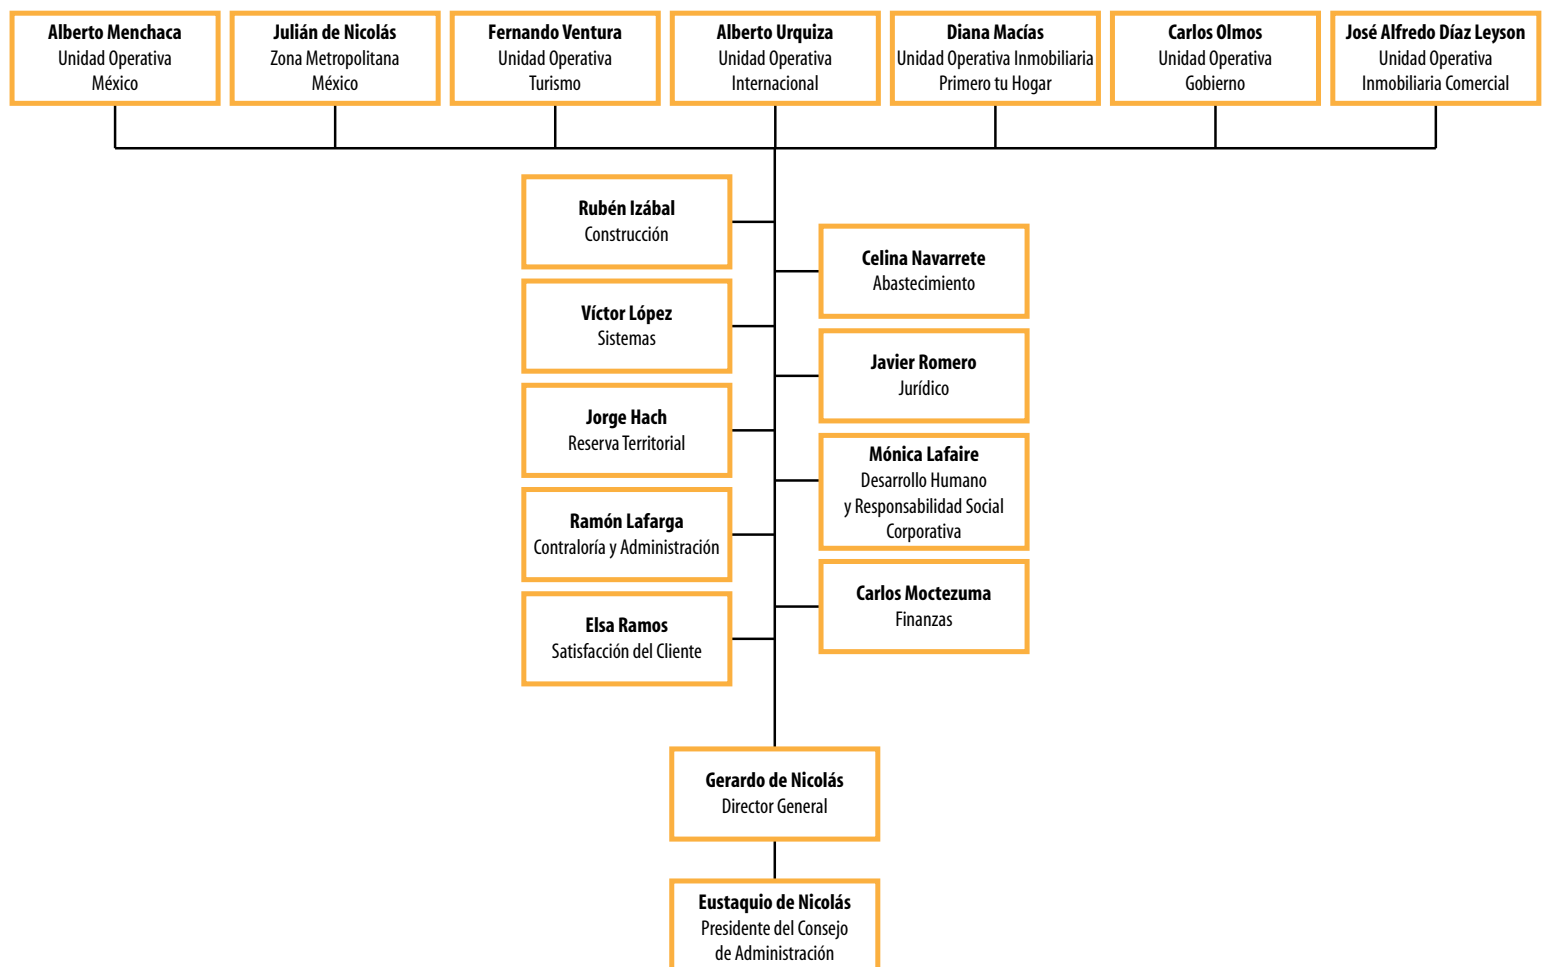 Alberto Menchaca
Unidad Operativa
México
Julián de Nicolás
Zona Metropolitana
México
Fernando Ventura
Unidad Operativa
Turismo
Alberto Urquiza
Unidad Operativa
Internacional
Diana Macías
Unidad Operativa Inmobiliaria
Primero tu Hogar
Carlos Olmos
Unidad Operativa
Gobierno
José Alfredo Díaz Leyson
Unidad Operativa
Inmobiliaria Comercial
Rubén Izábal
Construcción
Celina Navarrete
Abastecimiento
Víctor López
Sistemas
Javier Romero
Jurídico
Jorge Hach
Reserva Territorial
Mónica Lafaire
Desarrollo Humano
y Responsabilidad Social
Corporativa
Ramón Lafarga
Contraloría y Administración
Carlos Moctezuma
Finanzas
Elsa Ramos
Satisfacción del Cliente
Gerardo de Nicolás
Director General
Eustaquio de Nicolás
Presidente del Consejo
de Administración